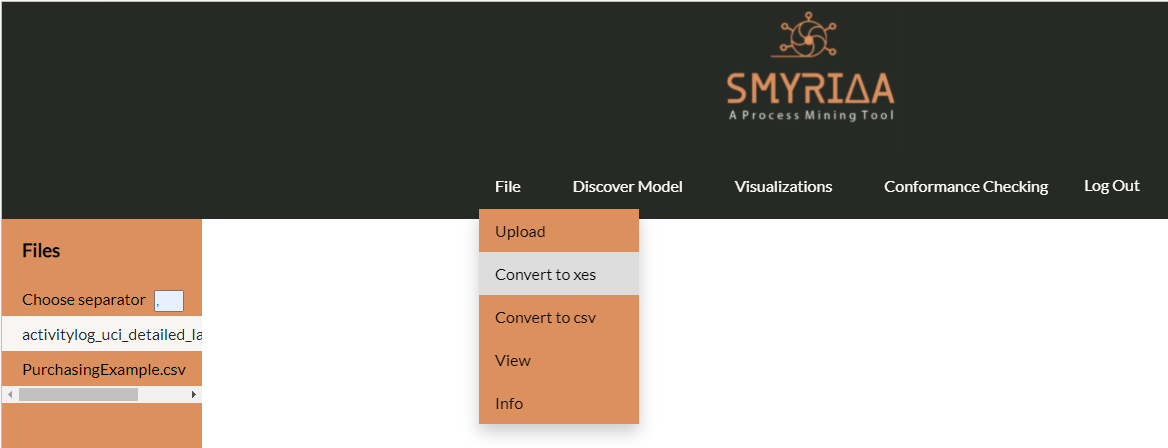 SMYRIΔA
A Process Mining Tool
File Discover Model Visualizations Conformance Checking Log Out
Files
Choose separator ,
activitylog_uci_detailed_la
PurchasingExample.csv
Upload
Convert to xes
Convert to csv
View
Info